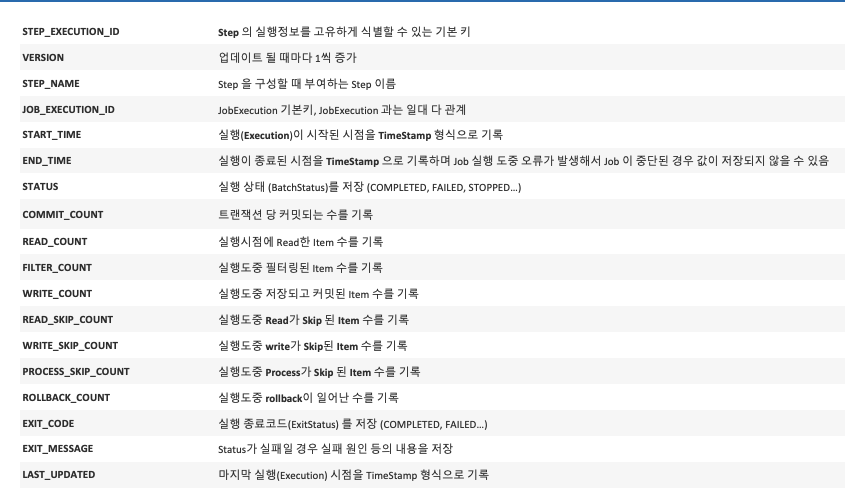 STEP_EXECUTION_ID Step 의 실행정보를 고유하게 식별할 수 있는 기본 키
VERSION 업데이트 될 때마다 1씩 증가
STEP_NAME Step 을 구성할 때 부여하는 Step 이름
JOB_EXECUTION_ID JobExecution 기본키, JobExecution 과는 일대 다 관계
START_TIME 실행(Execution)이 시작된 시점을 TimeStamp 형식으로 기록
END_TIME 실행이 종료된 시점을 TimeStamp 으로 기록하며 Job 실행 도중 오류가 발생해서 Job 이 중단된 경우 값이 저장되지 않을 수 있음
STATUS 실행 상태 (BatchStatus)를 저장 (COMPLETED, FAILED, STOPPED…)
COMMIT_COUNT 트랜잭션 당 커밋되는 수를 기록
READ_COUNT 실행시점에 Read한 Item 수를 기록
FILTER_COUNT 실행도중 필터링된 Item 수를 기록
WRITE_COUNT 실행도중 저장되고 커밋된 Item 수를 기록
READ_SKIP_COUNT 실행도중 Read가 Skip 된 Item 수를 기록
WRITE_SKIP_COUNT 실행도중 write가 Skip된 Item 수를 기록
PROCESS_SKIP_COUNT 실행도중 Process가 Skip 된 Item 수를 기록
ROLLBACK_COUNT 실행도중 rollback이 일어난 수를 기록
EXIT_CODE 실행 종료코드(ExitStatus) 를 저장 (COMPLETED, FAILED…)
EXIT_MESSAGE Status가 실패일 경우 실패 원인 등의 내용을 저장
LAST_UPDATED 마지막 실행(Execution) 시점을 TimeStamp 형식으로 기록